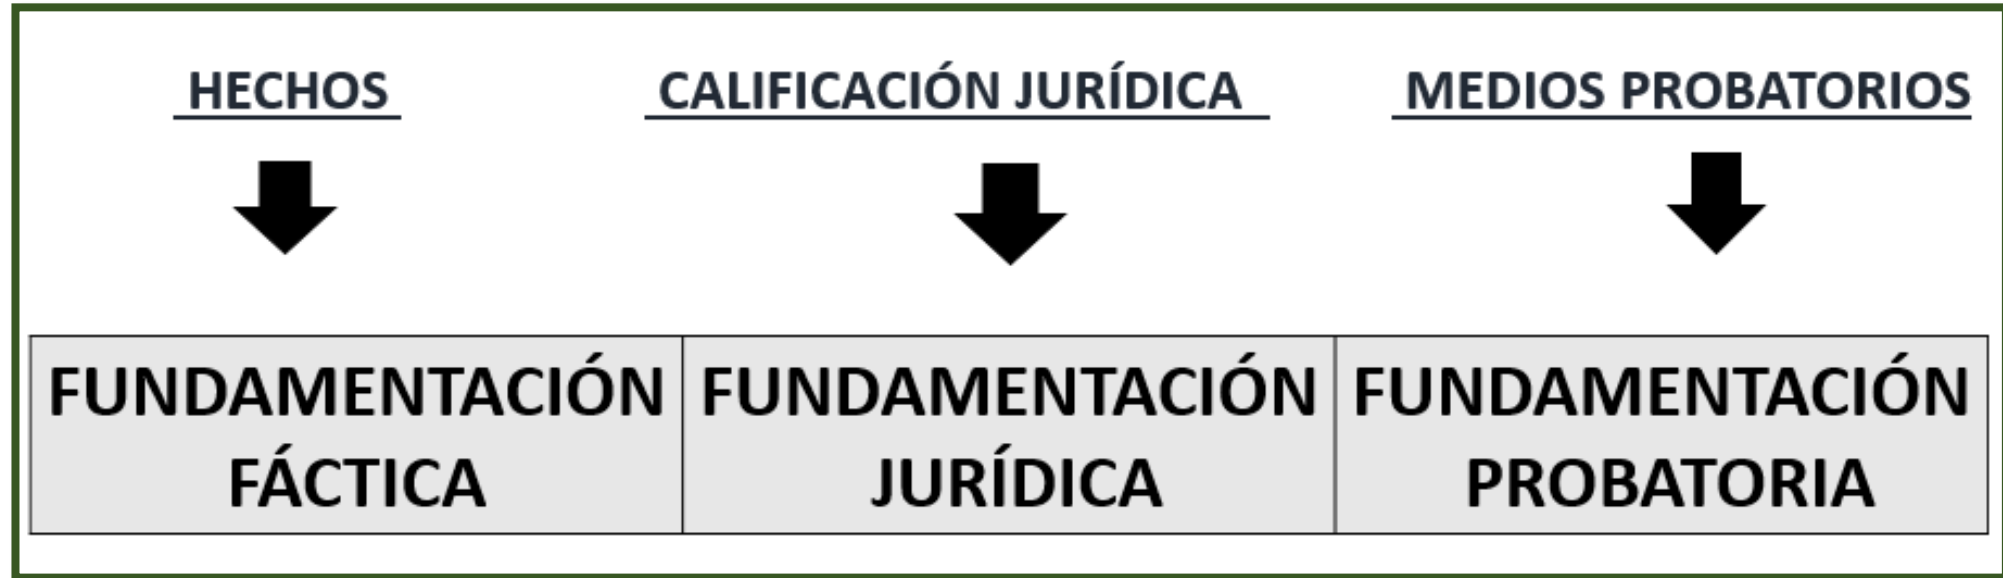 HECHOS
CALIFICACIÓN JURÍDICA
MEDIOS PROBATORIOS
FUNDAMENTACIÓN
FÁCTICA
FUNDAMENTACIÓN
JURÍDICA
FUNDAMENTACIÓN
PROBATORIA